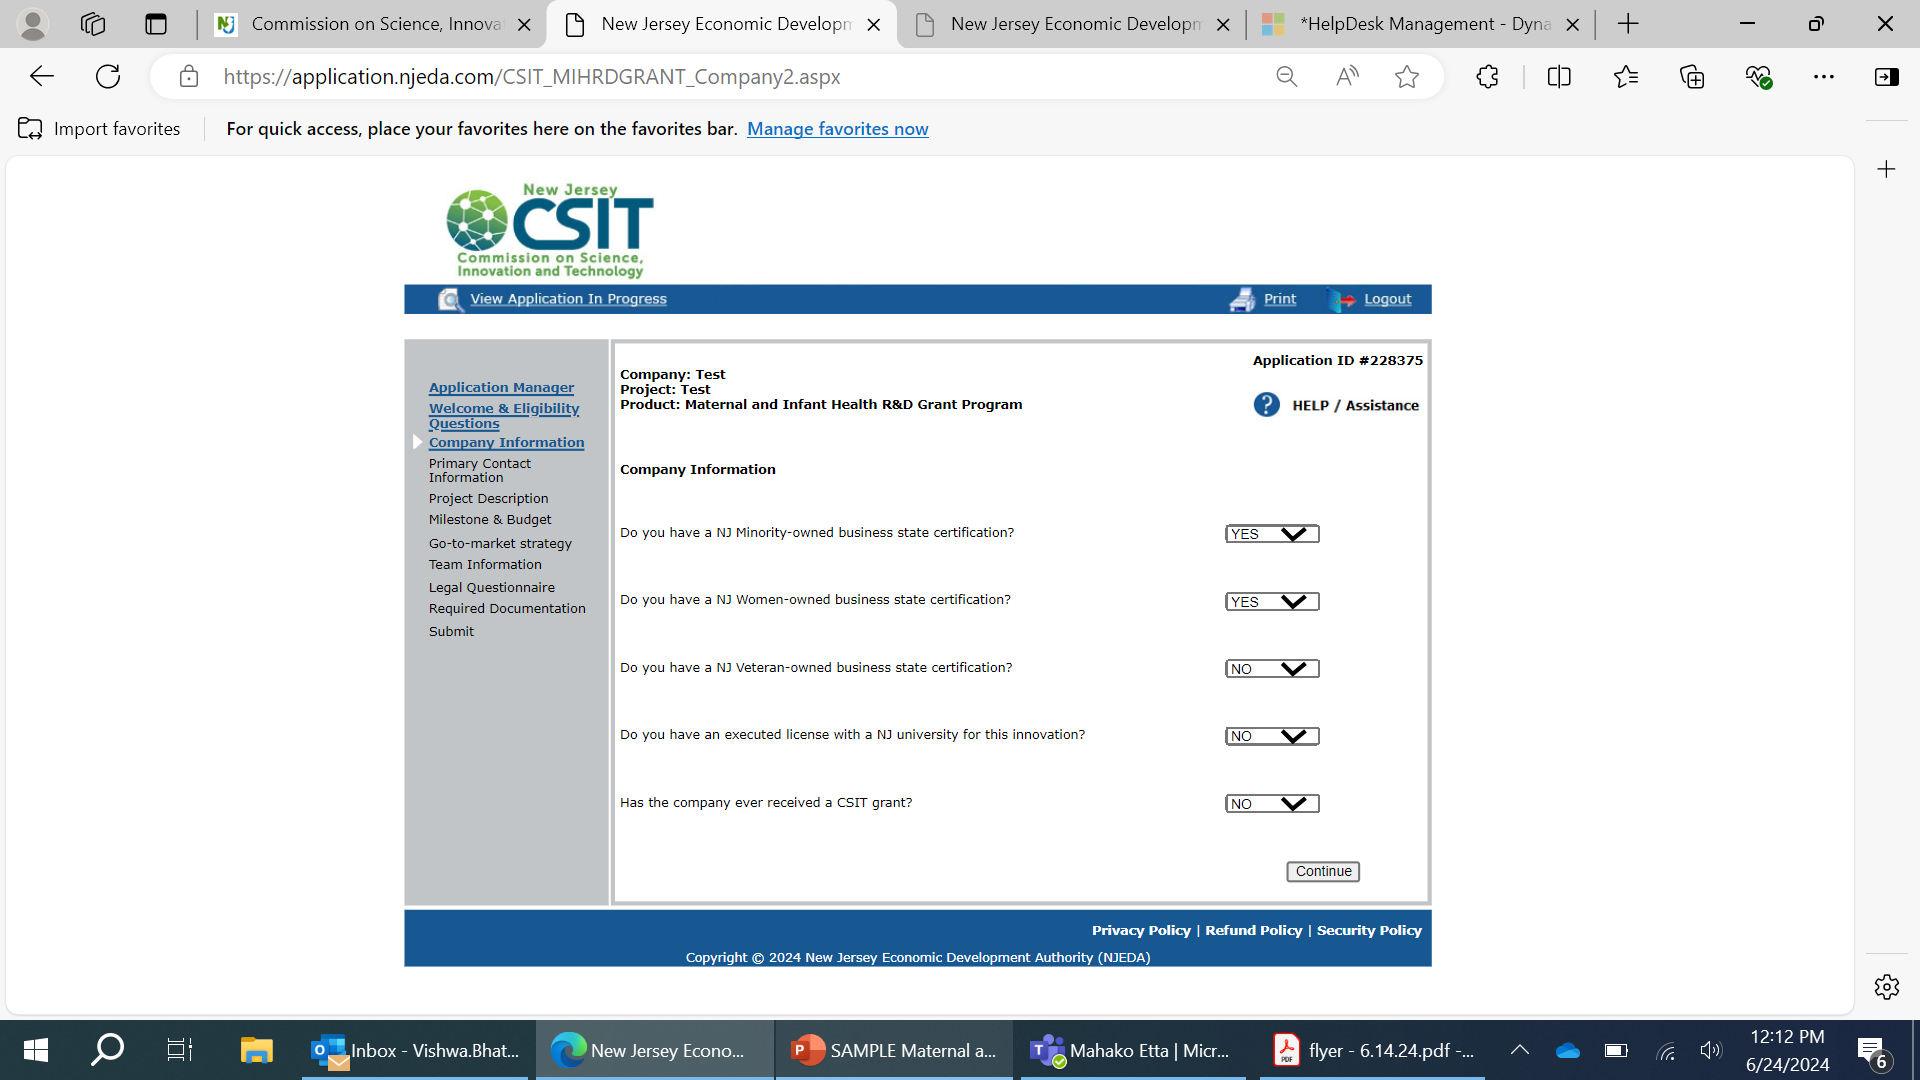 Commission on Science, Innova
New Jersey Economic Developm
New Jersey Economic Developm
*HelpDesk Management - Dyna
https://application.njeda.com/CSIT_MIHRDGRANT_Company2.aspx
Import favorites
For quick access, place your favorites here on the favorites bar. Manage favorites now
New Jersey
CSIT
Commission on Science,
Innovation and Technology
View Application In Progress
Print
Logout
Application Manager
Welcome & Eligibility
Questions
Company Information
Primary Contact
Information
Project Description
Milestone & Budget
Go-to-market strategy
Team Information
Legal Questionnaire
Required Documentation
Submit
Application ID #228375
Company: Test
Project: Test
Product: Maternal and Infant Health R&D Grant Program
? HELP / Assistance
Company Information
Do you have a NJ Minority-owned business state certification? YES
Do you have a NJ Women-owned business state certification? YES
Do you have a NJ Veteran-owned business state certification? NO
Do you have an executed license with a NJ university for this innovation? NO
Has the company ever received a CSIT grant? NO
Continue
Privacy Policy | Refund Policy | Security Policy
Copyright © 2024 New Jersey Economic Development Authority (NJEDA)
Inbox - Vishwa.Bhat...
New Jersey Econo...
SAMPLE Maternal a...
Mahako Etta | Micr...
flyer - 6.14.24.pdf -...
12:12 PM
6/24/2024
6